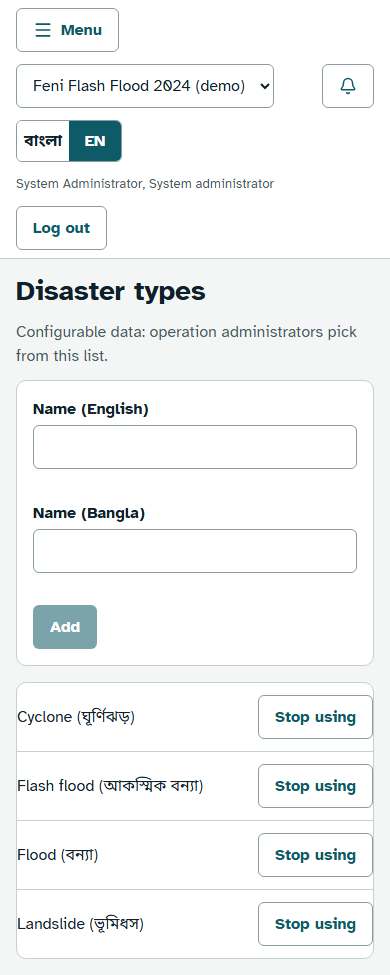 Menu
Feni Flash Flood 2024 (demo)
বাংলা EN
System Administrator, System administrator
Log out
Disaster types
Configurable data: operation administrators pick
from this list.
Name (English)
Name (Bangla)
Add
Cyclone (ঘূর্ণিঝড়) Stop using
Flash flood (আকস্মিক বন্যা) Stop using
Flood (বন্যা) Stop using
Landslide (ভূমিধস) Stop using